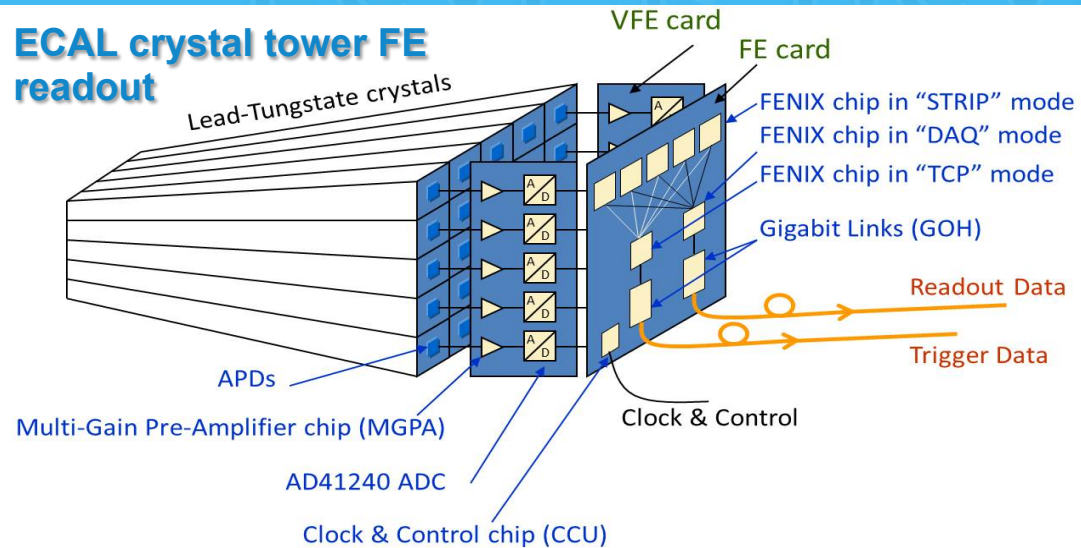 ECAL crystal tower FE
readout
VFE card
FE card
Lead-Tungstate crystals
FENIX chip in “STRIP” mode
FENIX chip in “DAQ” mode
FENIX chip in “TCP” mode
Gigabit Links (GOH)
A
A D
A D
A D
A D
A D
Readout Data
Trigger Data
APDs
Clock & Control
Multi-Gain Pre-Amplifier chip (MGPA)
AD41240 ADC
Clock & Control chip (CCU)